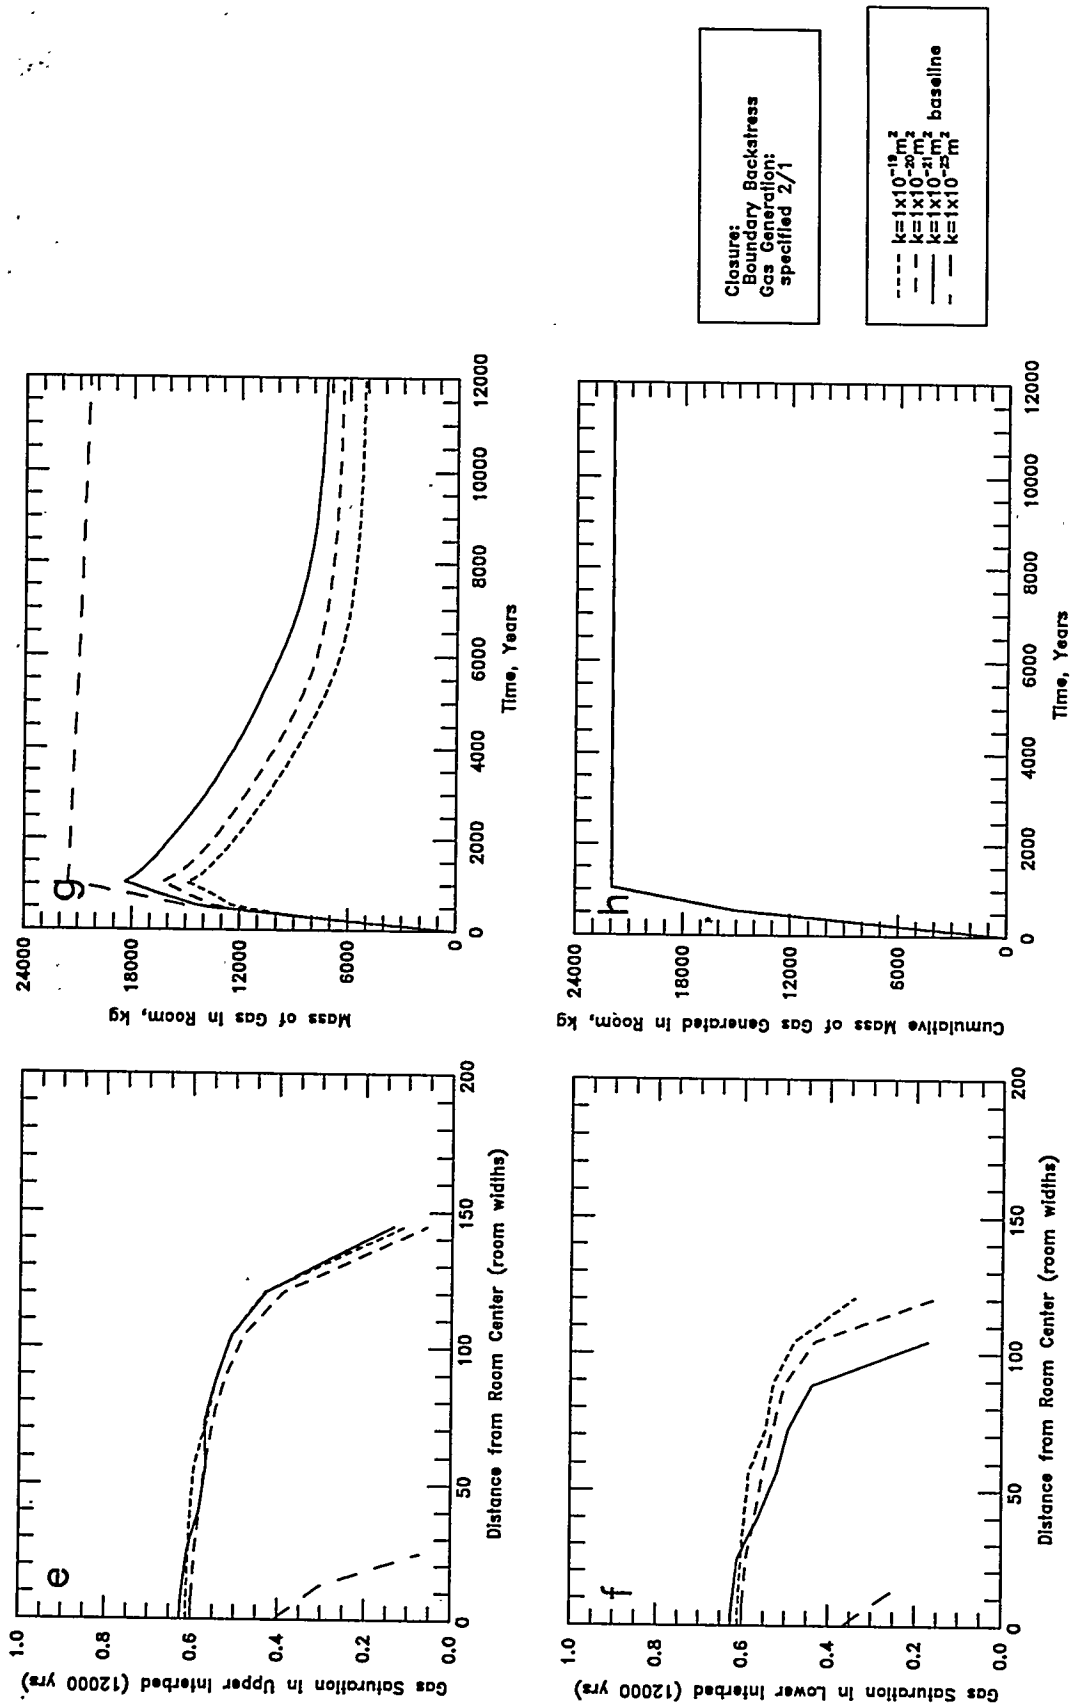 e
1.0
0.8
0.6
0.4
0.2
0.0
Gas Saturation in Upper Interbed (12000 yrs)
0
50
100
150
200
Distance from Room Center (room widths)
g
24000
18000
12000
6000
0
Mass of Gas in Room, kg
0
2000
4000
6000
8000
10000
12000
Time, Years
f
1.0
0.8
0.6
0.4
0.2
0.0
Gas Saturation in Lower Interbed (12000 yrs)
0
50
100
150
200
Distance from Room Center (room widths)
h
24000
18000
12000
6000
0
Cumulative Mass of Gas Generated in Room, kg
0
2000
4000
6000
8000
10000
12000
Time, Years
Closure:
Boundary Backstress
Gas Generation:
specified 2/1
k=1x10⁻¹⁹m²
k=1x10⁻²⁰m²
k=1x10⁻²¹m² baseline
k=1x10⁻²⁵m²